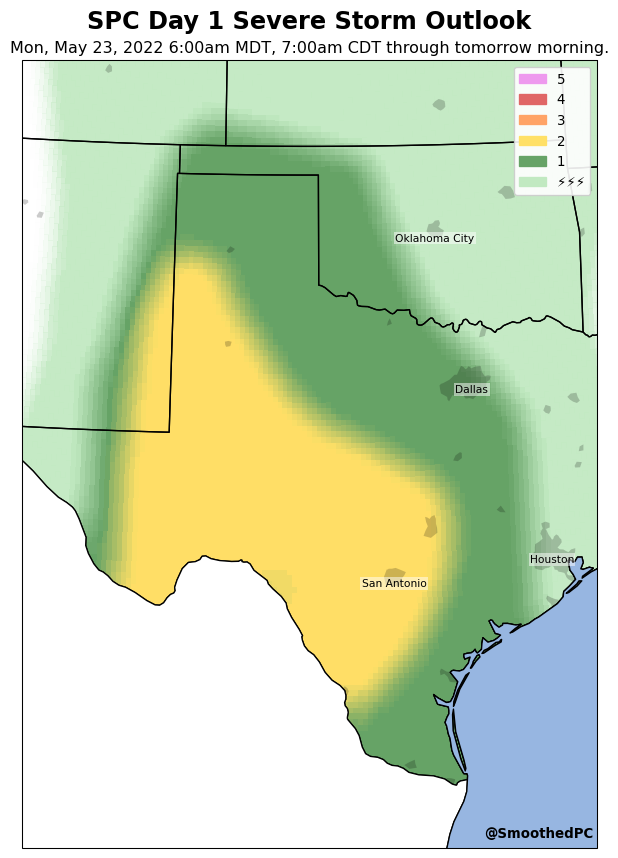 SPC Day 1 Severe Storm Outlook
Mon, May 23, 2022 6:00am MDT, 7:00am CDT through tomorrow morning.
5
4
3
2
1
⚡⚡⚡
Oklahoma City
Dallas
Houston
San Antonio
@SmoothedPC